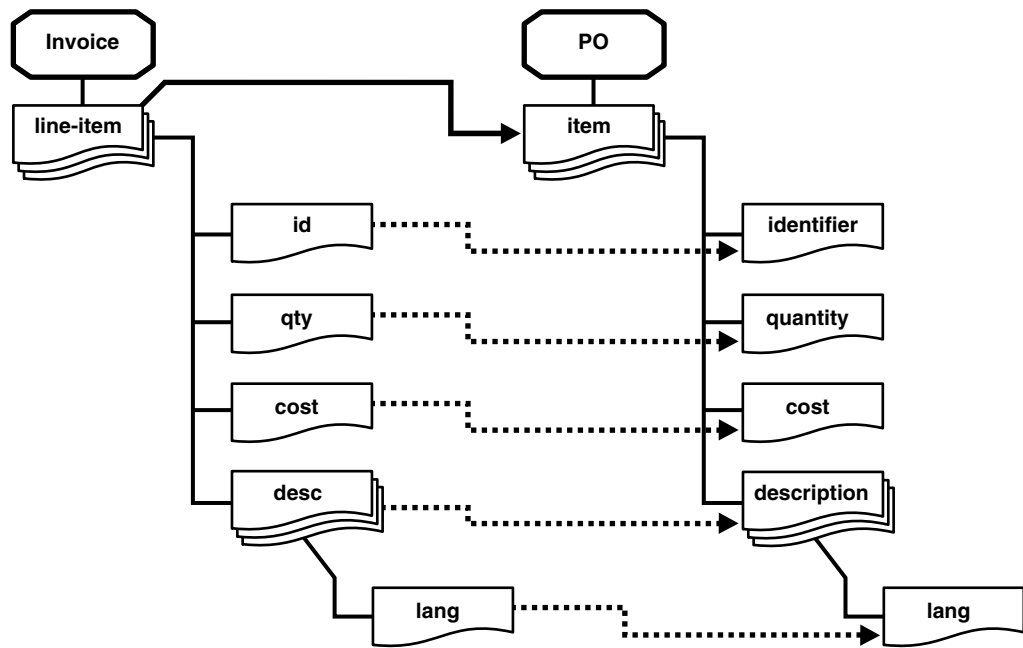 Invoice
PO
line-item
item
id
identifier
qty
quantity
cost
cost
desc
description
lang
lang